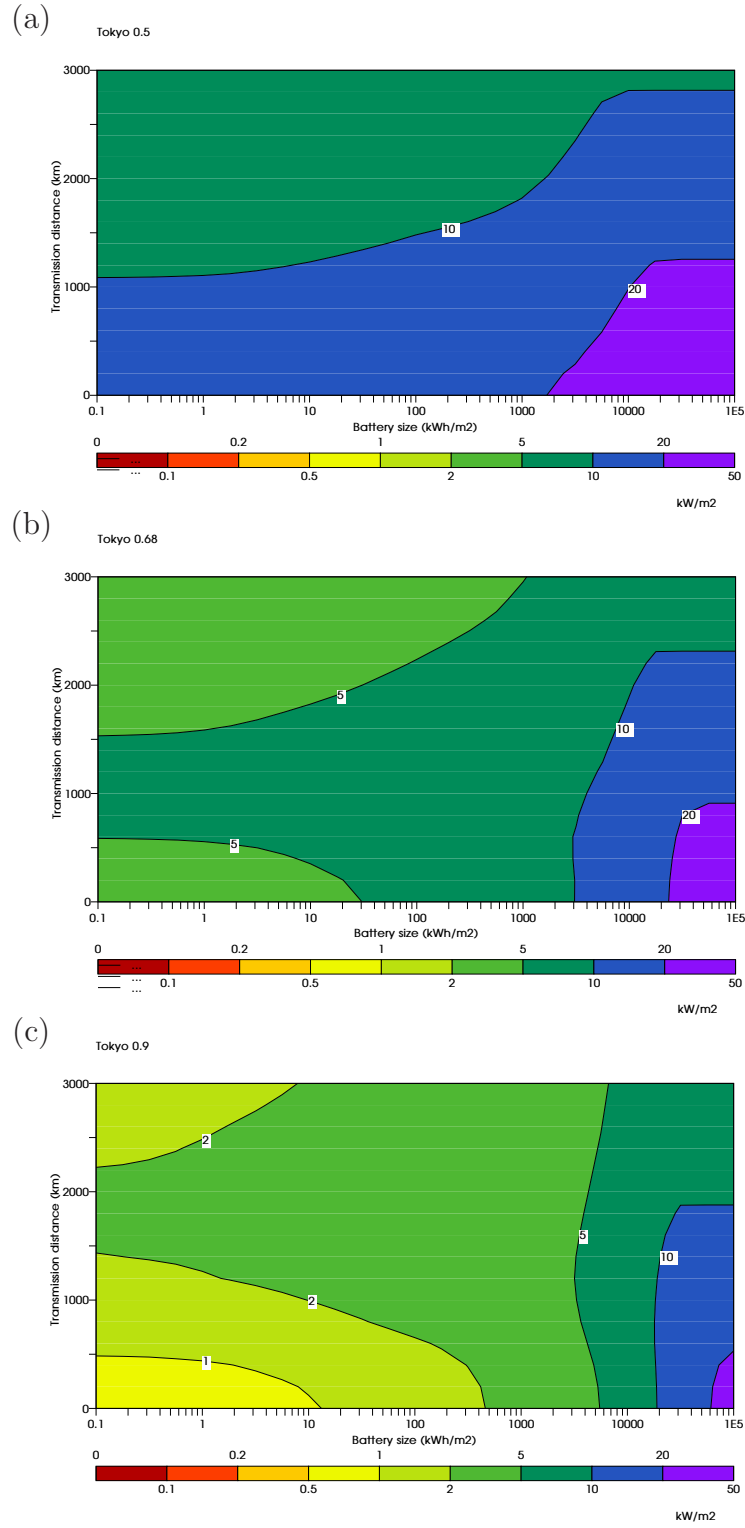 (a)
Tokyo 0.5
3000
2000
1000
0
Transmission distance (km)
10
20
0.1 1 10 100 1000 10000 1E5
Battery size (kWh/m2)
0 0.2 1 5 20
... 
... 0.1 0.5 2 10 50
kW/m2
(b)
Tokyo 0.68
3000
2000
1000
0
Transmission distance (km)
5
10
20
5
0.1 1 10 100 1000 10000 1E5
Battery size (kWh/m2)
0 0.2 1 5 20
...
... 0.1 0.5 2 10 50
...
kW/m2
(c)
Tokyo 0.9
3000
2000
1000
0
Transmission distance (km)
2
5
10
2
1
0.1 1 10 100 1000 10000 1E5
Battery size (kWh/m2)
0 0.2 1 5 20
0.1 0.5 2 10 50
kW/m2